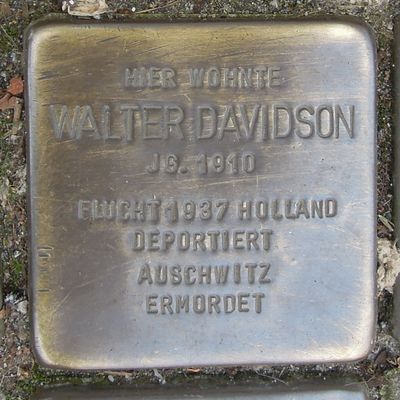 HIER WOHNTE
WALTER DAVIDSON
JG. 1910
FLUCHT 1937 HOLLAND
DEPORTIERT
AUSCHWITZ
ERMORDET